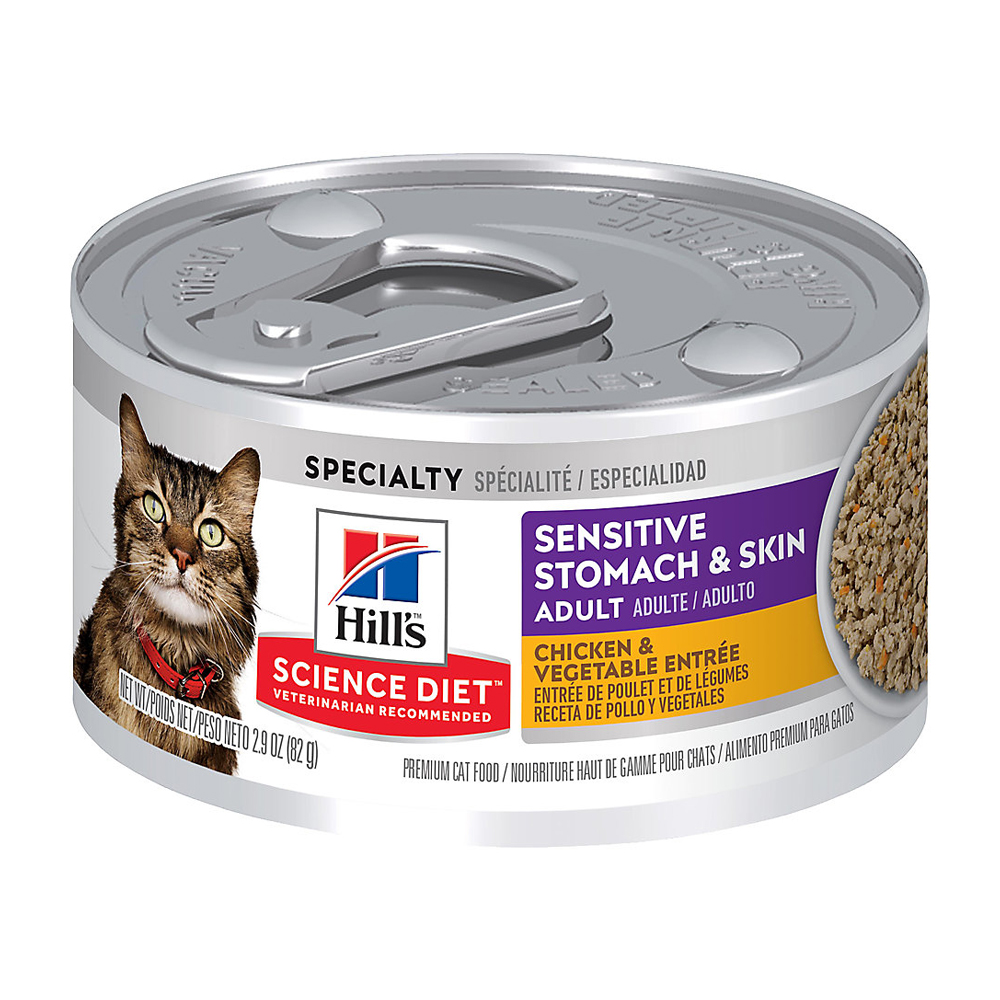 SEALED
SPECIALTY SPÉCIALITÉ / ESPECIALIDAD
Hill's™
SCIENCE DIET™
VETERINARIAN RECOMMENDED
SENSITIVE
STOMACH & SKIN
ADULT ADULTE / ADULTO
CHICKEN &
VEGETABLE ENTRÉE
ENTRÉE DE POULET ET DE LÉGUMES
RECETA DE POLLO Y VEGETALES
NET WT/POIDS NET/PESO NETO 2.9 OZ (82 g)
PREMIUM CAT FOOD / NOURRITURE HAUT DE GAMME POUR CHATS / ALIMENTO PREMIUM PARA GATOS